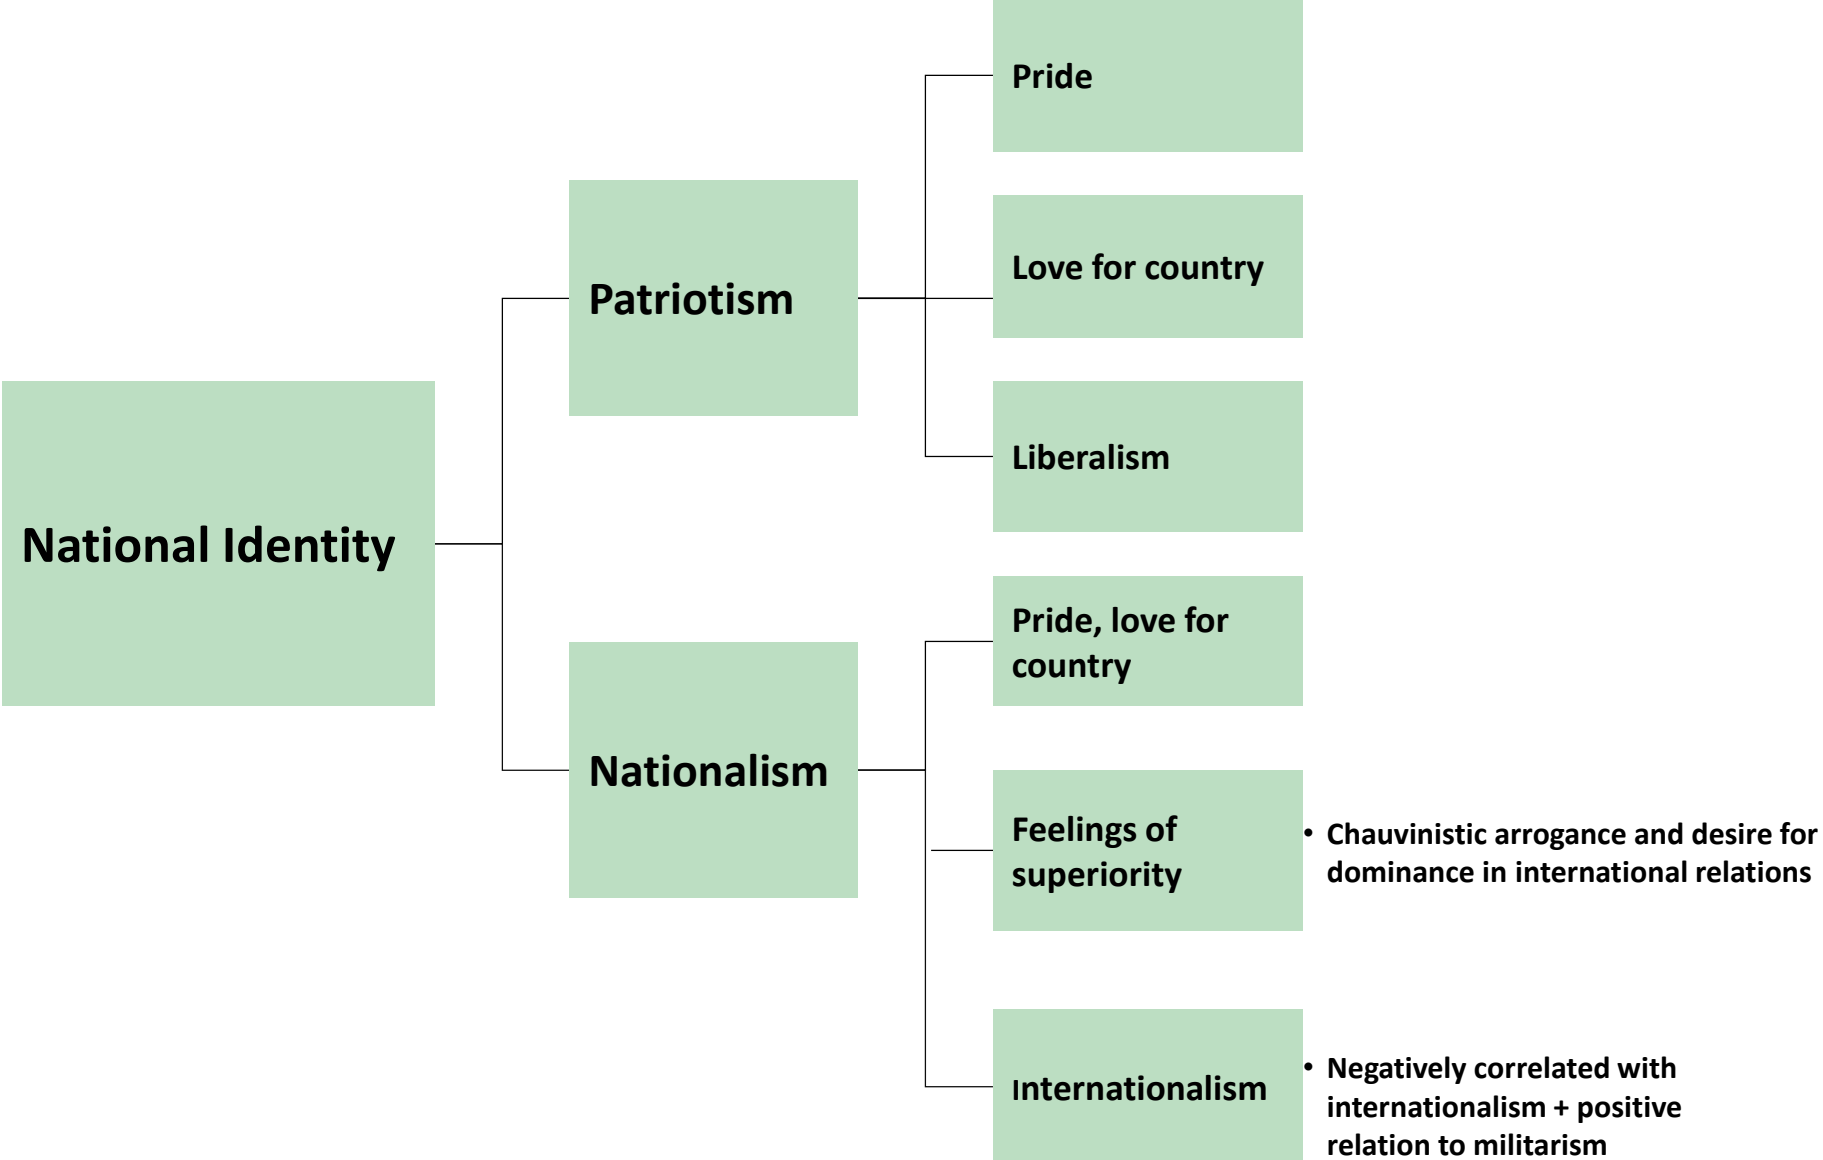 National Identity
Patriotism
Pride
Love for country
Liberalism
Nationalism
Pride, love for
country
Feelings of
superiority
• Chauvinistic arrogance and desire for
dominance in international relations
Internationalism
• Negatively correlated with
internationalism + positive
relation to militarism